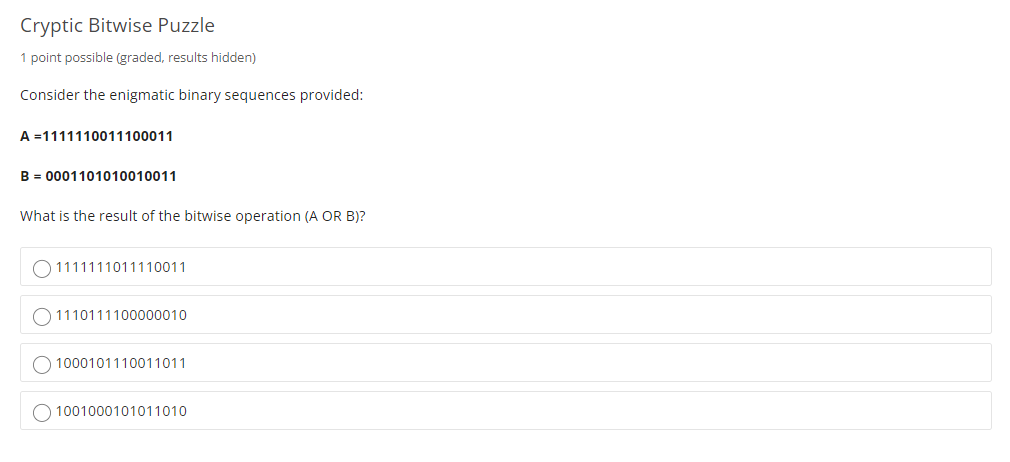 Cryptic Bitwise Puzzle
1 point possible (graded, results hidden)
Consider the enigmatic binary sequences provided:
A =1111110011100011
B = 0001101010010011
What is the result of the bitwise operation (A OR B)?
1111111011110011
1110111100000010
1000101110011011
1001000101011010